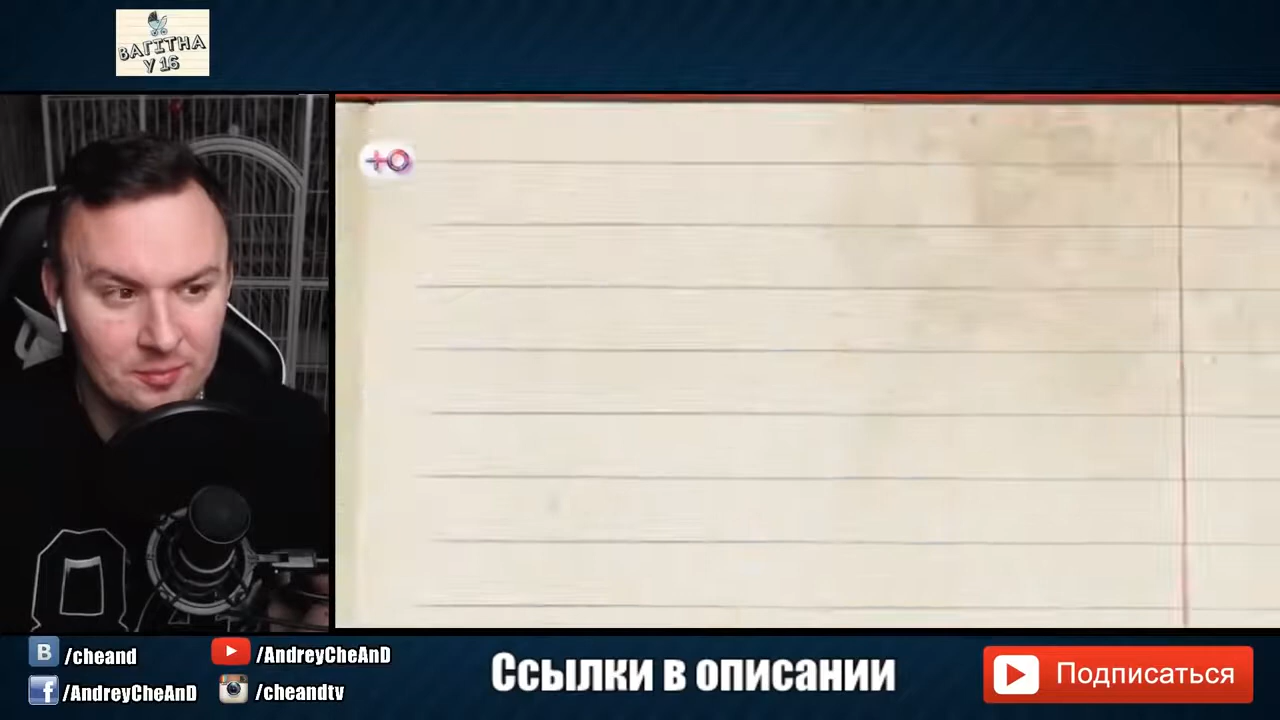 ВАГІТНА
У 16
/cheand
/AndreyCheAnD
/AndreyCheAnD
/cheandtv
Ссылки в описании
Подписаться